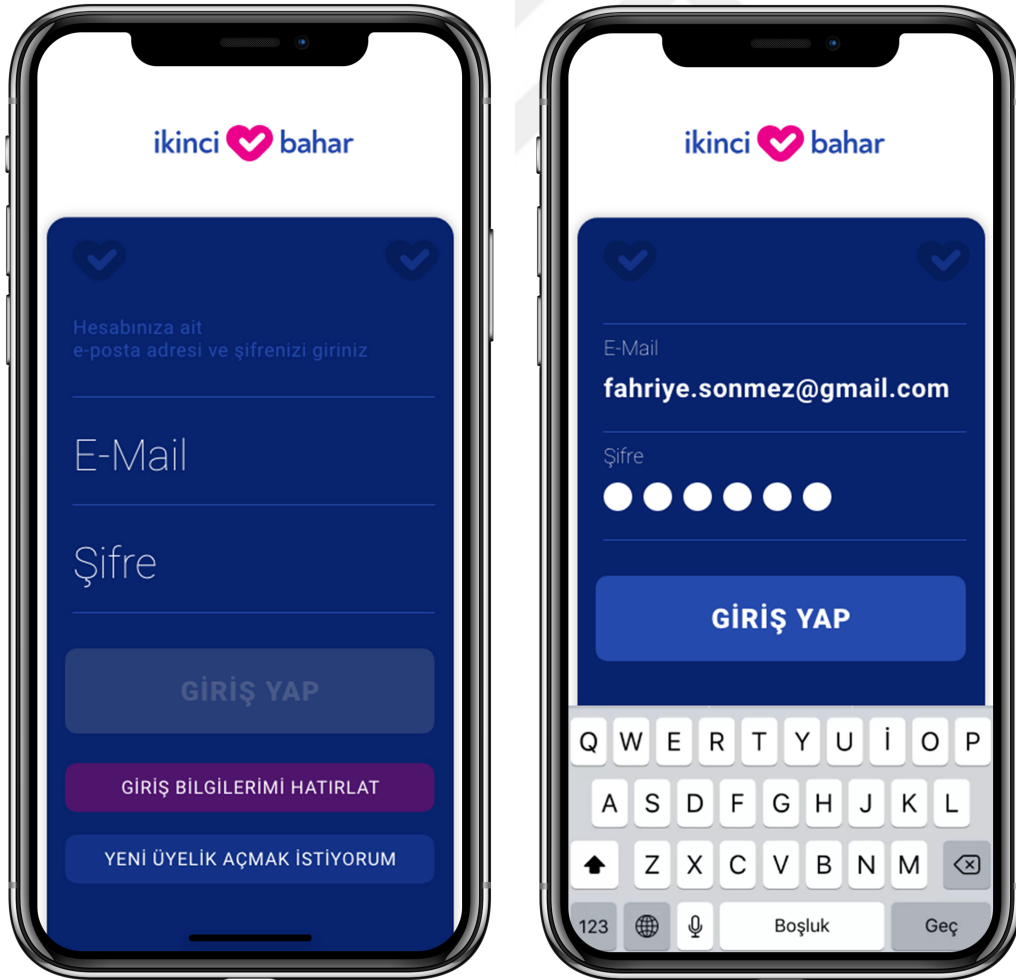 ikinci bahar
Hesabınıza ait
e-posta adresi ve şifrenizi giriniz
E-Mail
Şifre
GİRİŞ YAP
GİRİŞ BİLGİLERİMİ HATIRLAT
YENİ ÜYELİK AÇMAK İSTİYORUM
ikinci bahar
E-Mail
fahriye.sonmez@gmail.com
Şifre
GİRİŞ YAP
Q W E R T Y U İ O P
A S D F G H J K L
Z X C V B N M
123 Boşluk Geç